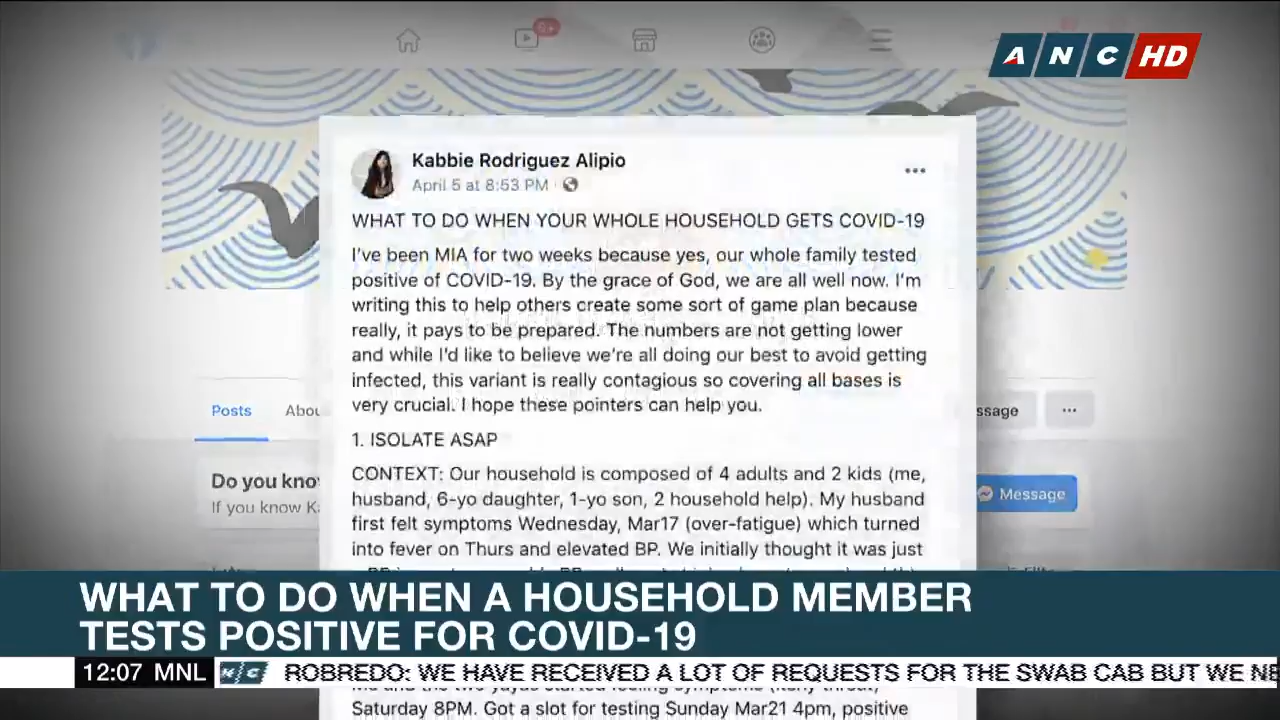 9+
ANC HD
Kabbie Rodriguez Alipio
April 5 at 8:53 PM
WHAT TO DO WHEN YOUR WHOLE HOUSEHOLD GETS COVID-19
I've been MIA for two weeks because yes, our whole family tested
positive of COVID-19. By the grace of God, we are all well now. I'm
writing this to help others create some sort of game plan because
really, it pays to be prepared. The numbers are not getting lower
and while I'd like to believe we're all doing our best to avoid getting
infected, this variant is really contagious so covering all bases is
very crucial. I hope these pointers can help you.
Posts Abou
ssage
1. ISOLATE ASAP
CONTEXT: Our household is composed of 4 adults and 2 kids (me,
husband, 6-yo daughter, 1-yo son, 2 household help). My husband
first felt symptoms Wednesday, Mar17 (over-fatigue) which turned
into fever on Thurs and elevated BP. We initially thought it was just
Do you kno
If you know Ka
Message
WHAT TO DO WHEN A HOUSEHOLD MEMBER
TESTS POSITIVE FOR COVID-19
12:07 MNL ANC ROBREDO: WE HAVE RECEIVED A LOT OF REQUESTS FOR THE SWAB CAB BUT WE NE
Saturday 8PM. Got a slot for testing Sunday Mar21 4pm, positive